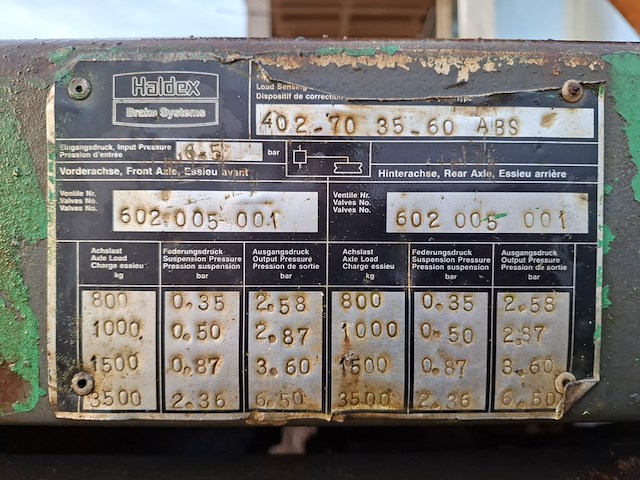 Haldex
Brake Systems
Load Sensing
Dispositif de correction
402-70 35-60 ABS
Eingangsdruck, Input Pressure
Pression d'entrée
6.5 bar
Vorderachse, Front Axle, Essieu avant
Hinterachse, Rear Axle, Essieu arrière
Ventile Nr.
Valves No.
Valves No.
602 005 001
Ventile Nr.
Valves No.
Valves No.
602 005 001
Achslast Federungsdruck Ausgangsdruck Achslast Federungsdruck Ausgangsdruck
Axle Load Suspension Pressure Output Pressure Axle Load Suspension Pressure Output Pressure
Charge essieu Pression suspension Pression de sortie Charge essieu Pression suspension Pression de sortie
kg bar bar kg bar bar
800 0.35 2.58 800 0.35 2.58
1000 0.50 2.87 1000 0.50 2.87
1500 0.87 3.60 1500 0.87 3.60
3500 2.36 6.50 3500 2.36 6.50